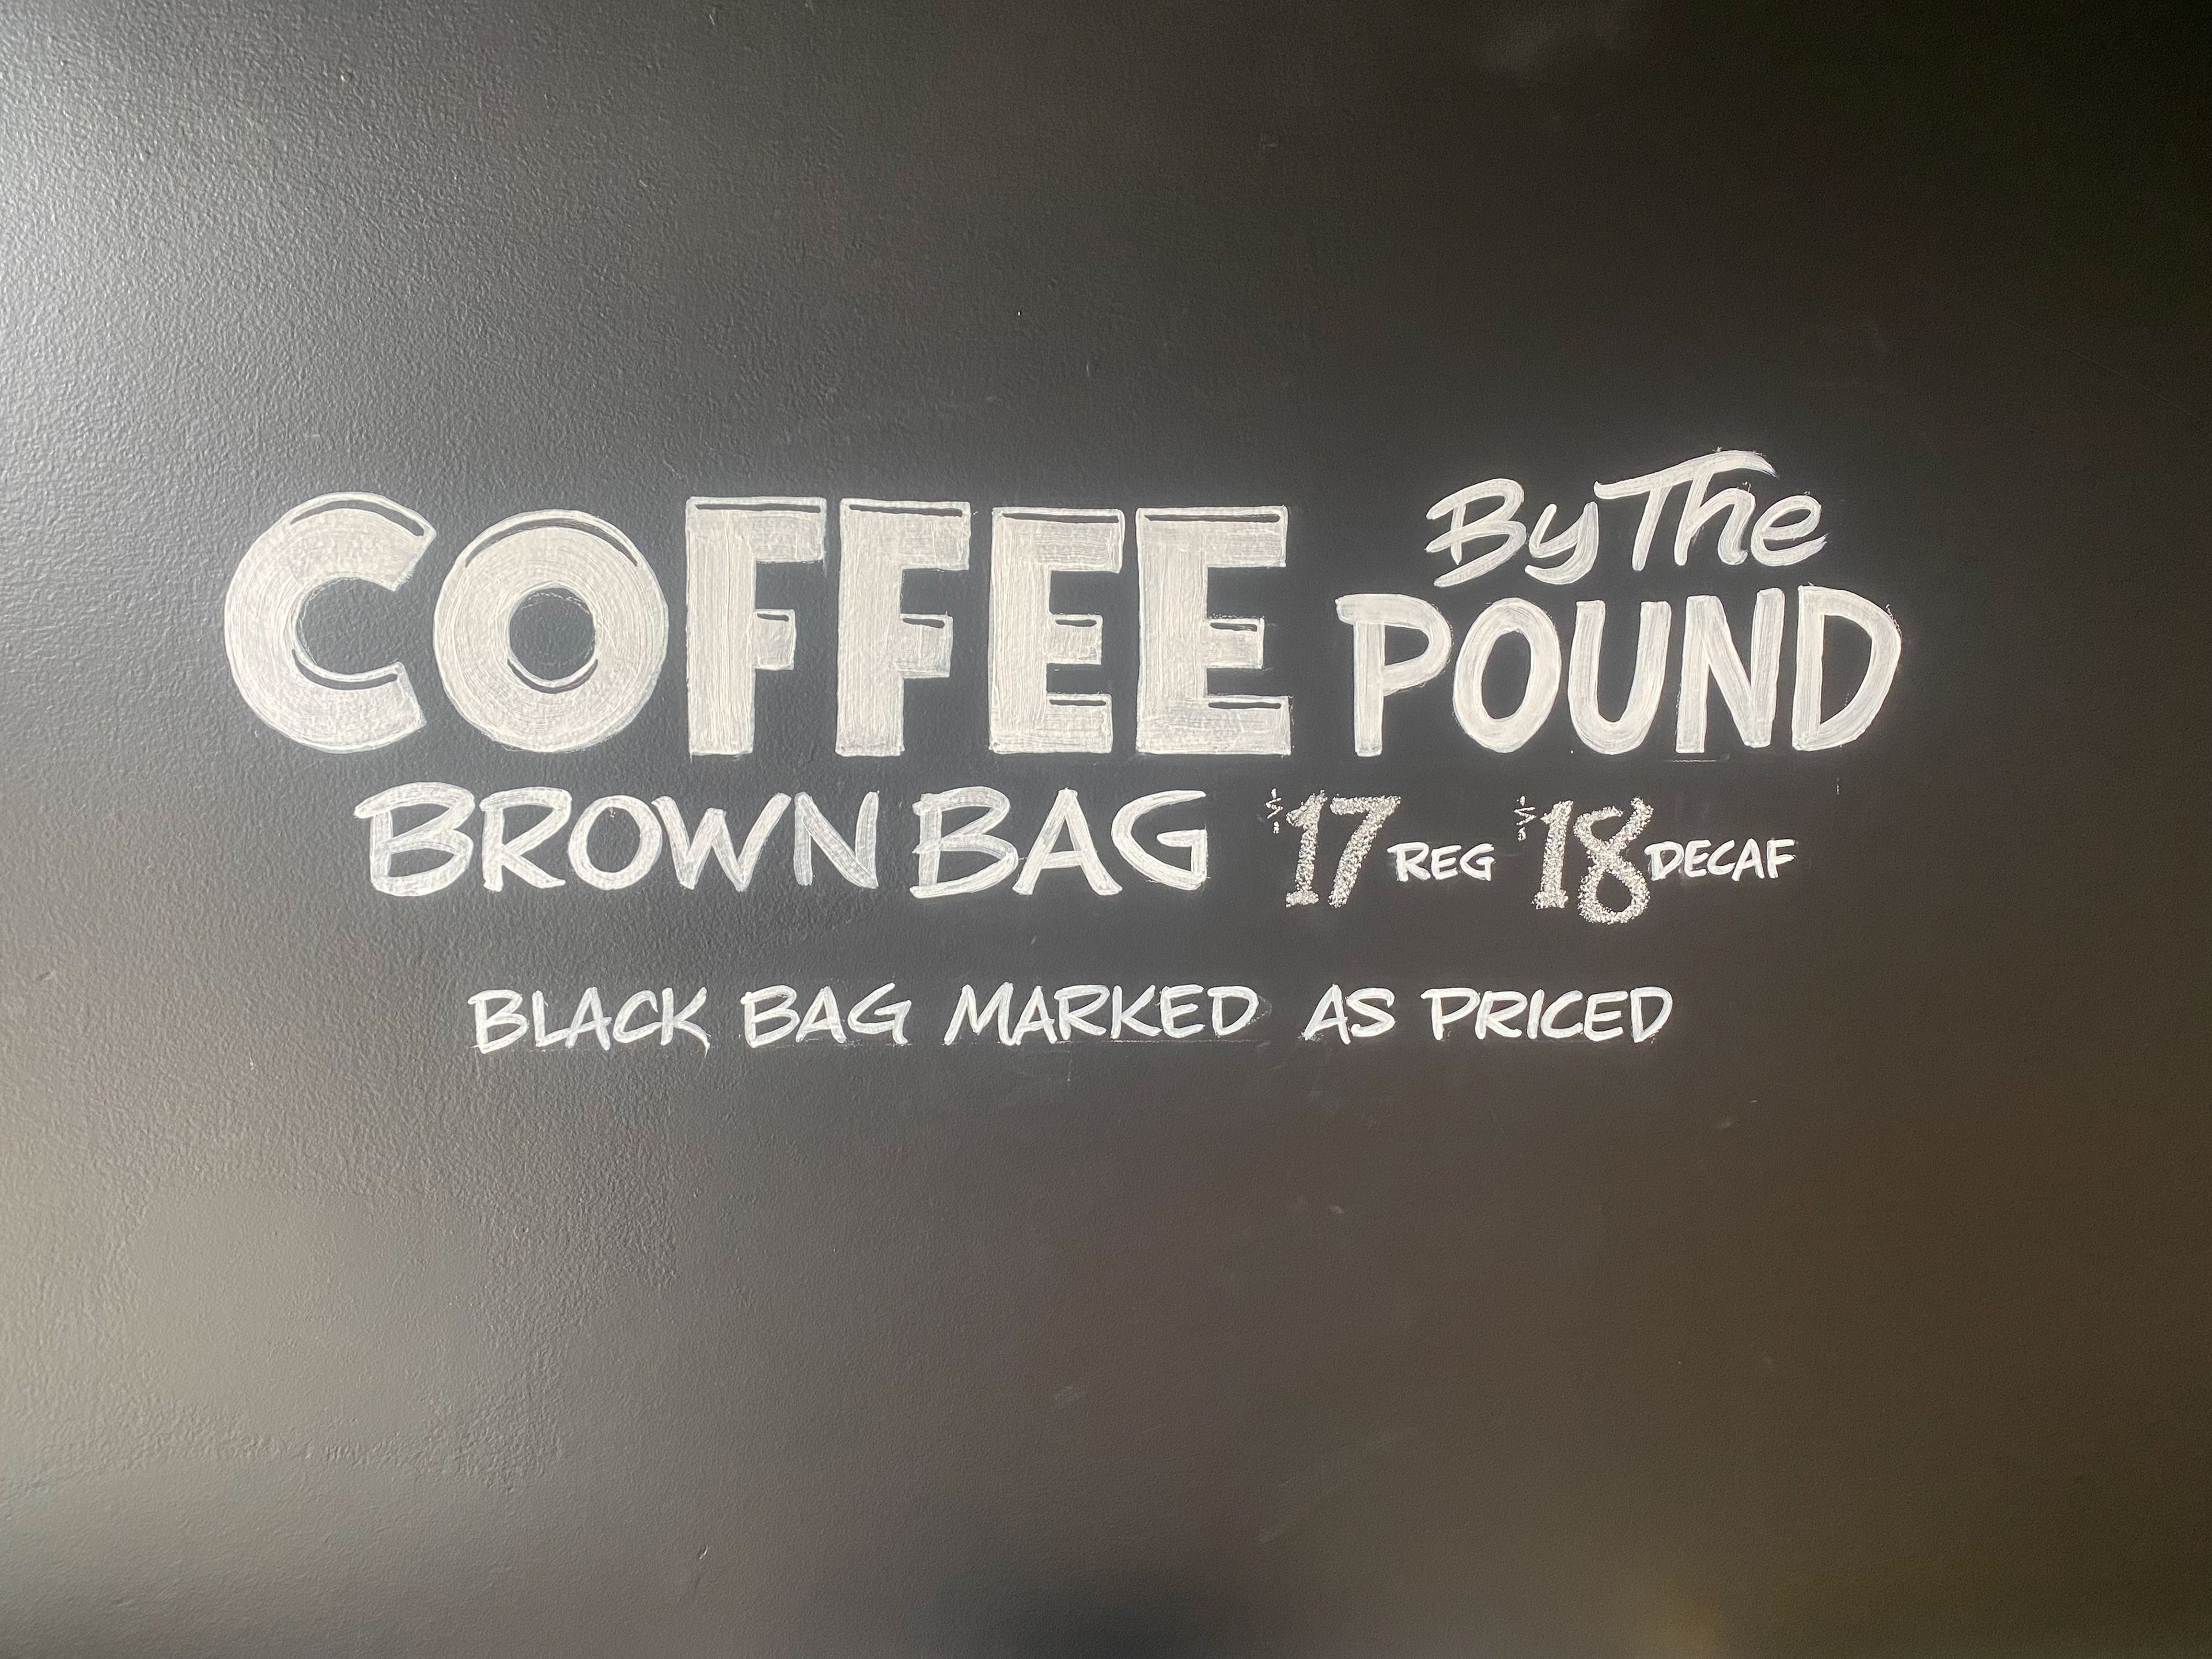 COFFEE By The POUND
BROWN BAG $17 REG $18 DECAF
BLACK BAG MARKED AS PRICED